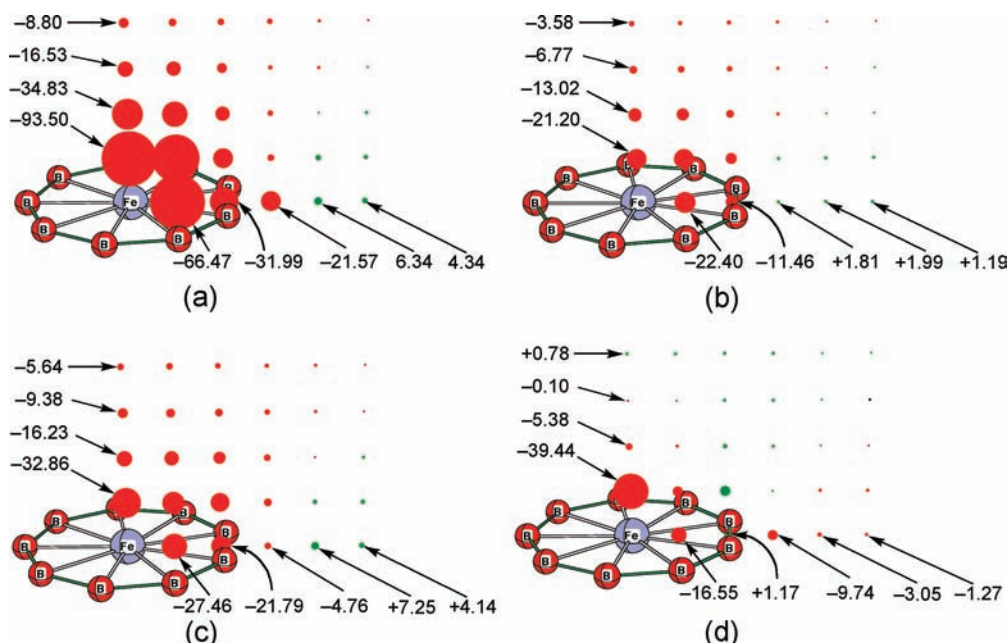 −8.80
−16.53
−34.83
−93.50
B
B
B
B
B
B
B
Fe
−66.47 −31.99 −21.57 6.34 4.34
(a)
−3.58
−6.77
−13.02
−21.20
B
B
B
B
B
B
B
B
Fe
−22.40 −11.46 +1.81 +1.99 +1.19
(b)
−5.64
−9.38
−16.23
−32.86
B
B
B
B
B
B
B
B
Fe
−27.46 −21.79 −4.76 +7.25 +4.14
(c)
+0.78
−0.10
−5.38
−39.44
B
B
B
B
B
B
B
B
Fe
−16.55 +1.17 −9.74 −3.05 −1.27
(d)